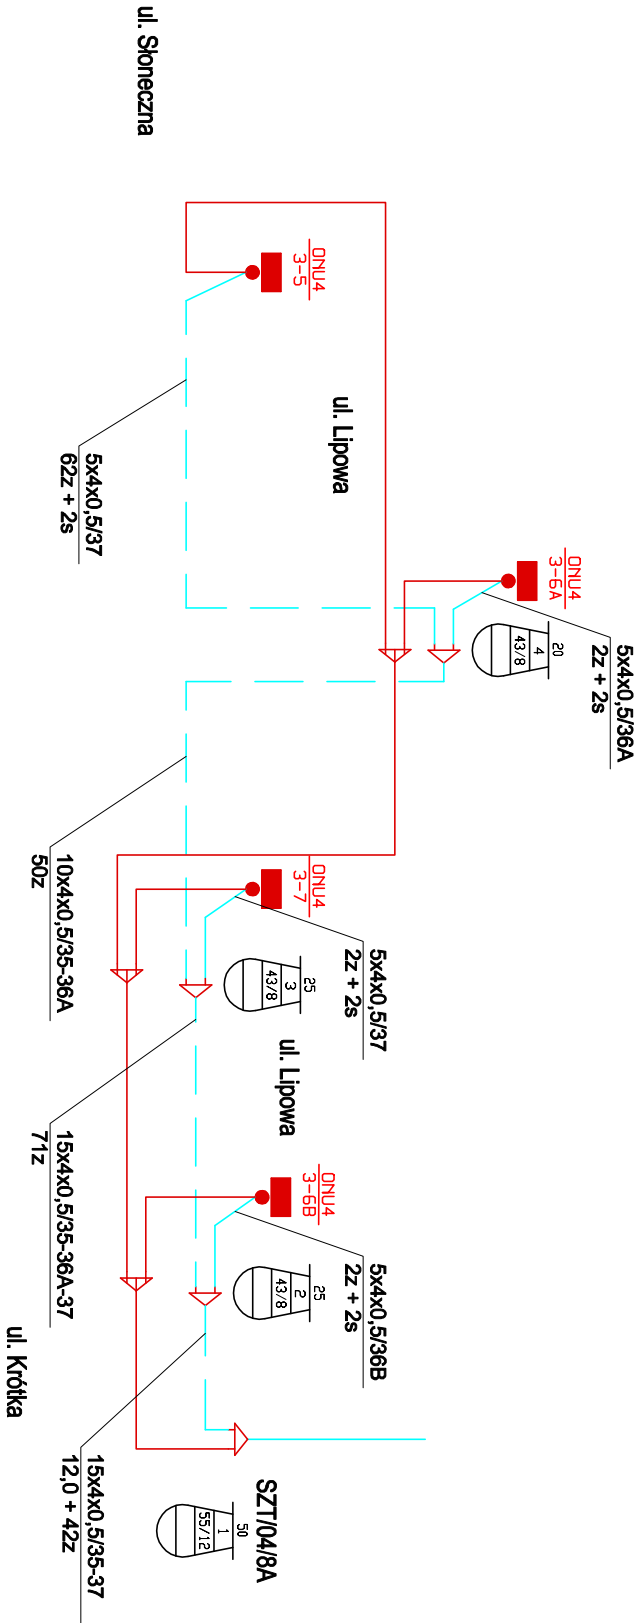 ul. Słoneczna
ONU4
3-5
ul. Lipowa
5x4x0,5/37
62z + 2s
ONU4
3-6A
5x4x0,5/36A
2z + 2s
20
4
43/8
10x4x0,5/35-36A
50z
ONU4
3-7
5x4x0,5/37
2z + 2s
25
3
43/8
ul. Lipowa
15x4x0,5/35-36A-37
71z
ONU4
3-6B
5x4x0,5/36B
2z + 2s
25
2
43/8
ul. Krótka
15x4x0,5/35-37
12,0 + 42z
SZT/04/8A
50
1
55/12